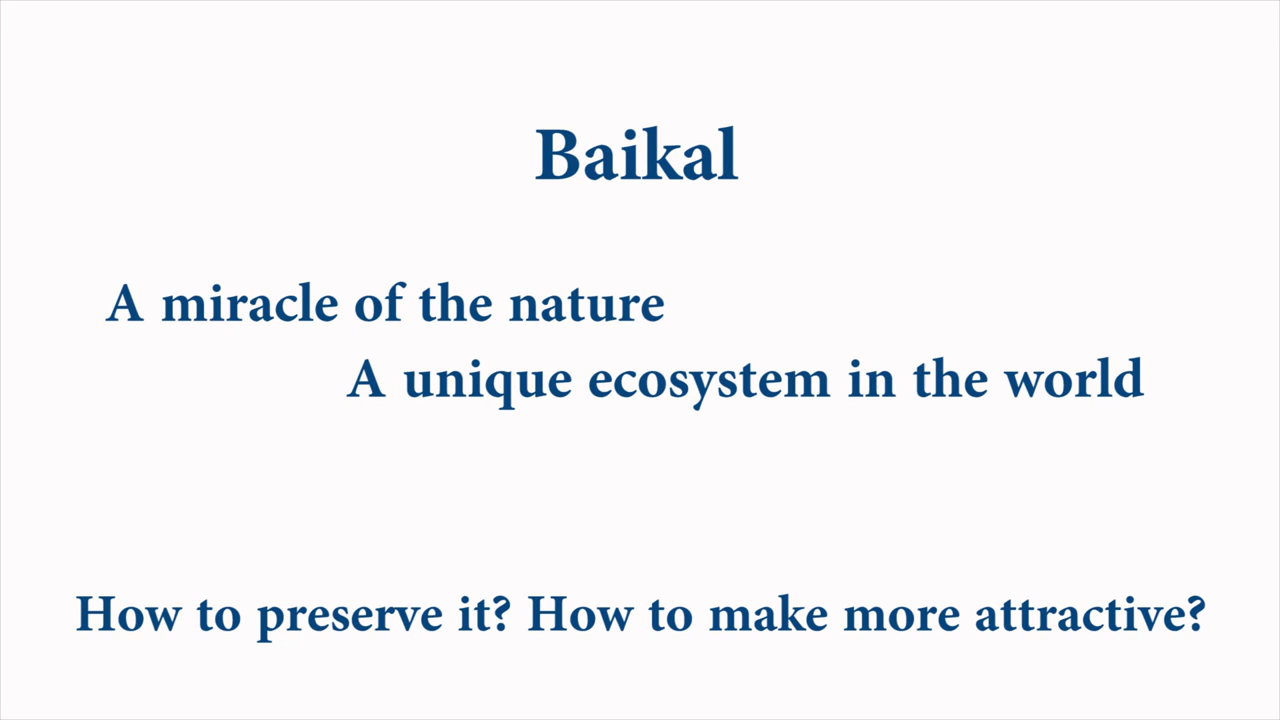 Baikal
A miracle of the nature
A unique ecosystem in the world
How to preserve it? How to make more attractive?